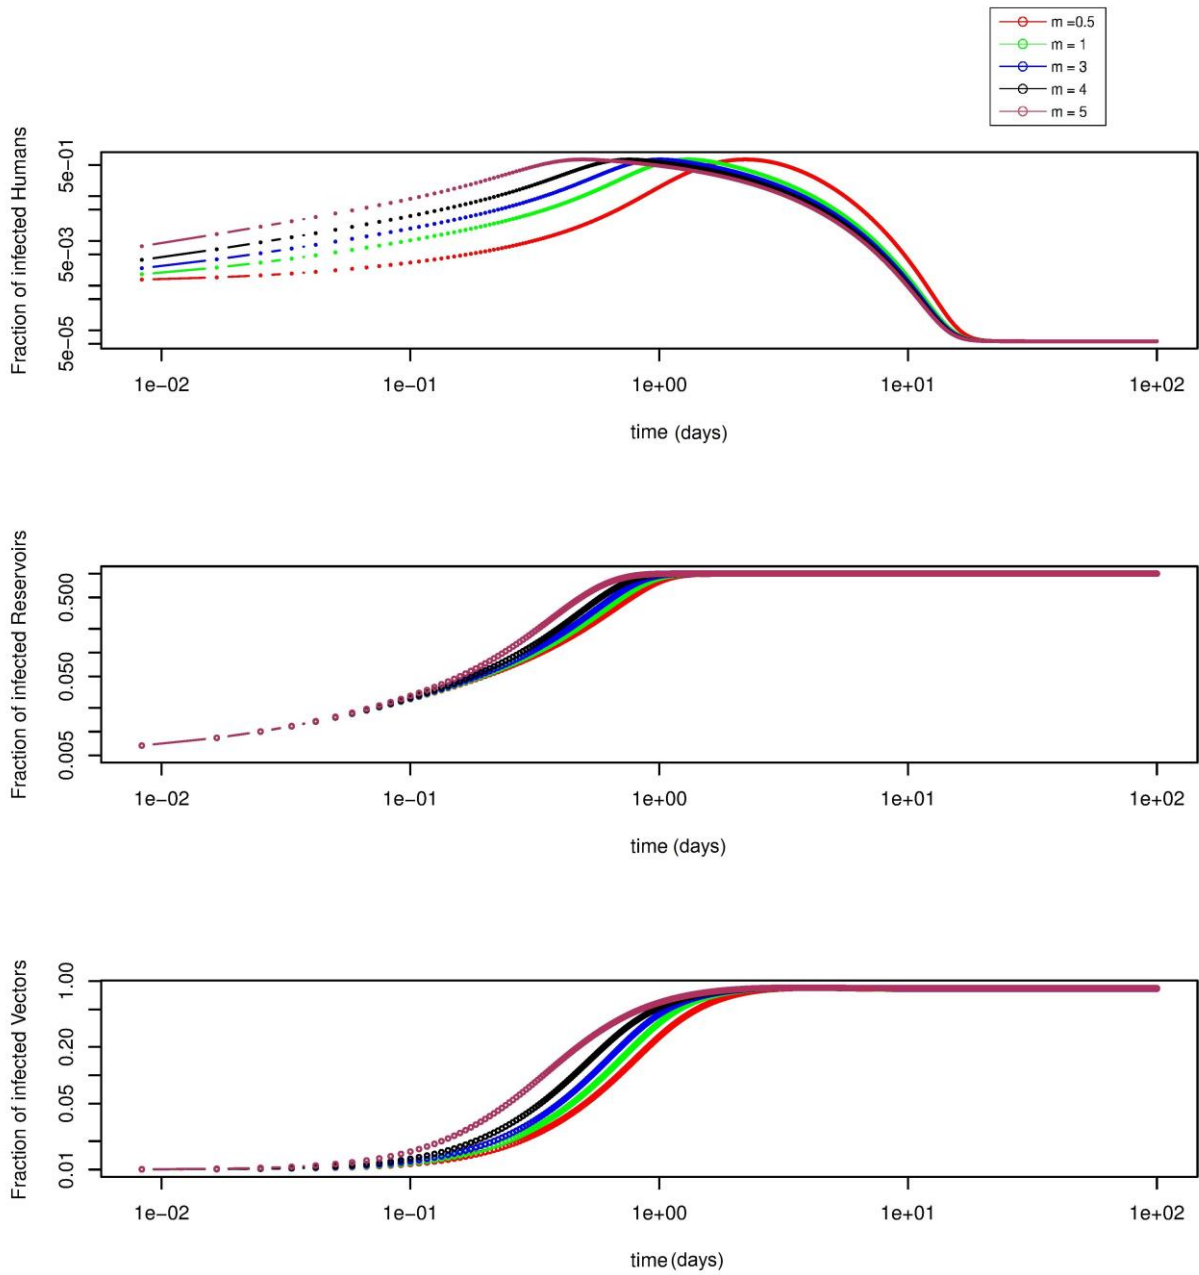 m =0.5
m = 1
m = 3
m = 4
m = 5
Fraction of infected Humans
5e−01
5e−03
5e−05
1e−02 1e−01 1e+00 1e+01 1e+02
time (days)
Fraction of infected Reservoirs
0.500
0.050
0.005
1e−02 1e−01 1e+00 1e+01 1e+02
time (days)
Fraction of infected Vectors
1.00
0.20
0.05
0.01
1e−02 1e−01 1e+00 1e+01 1e+02
time (days)